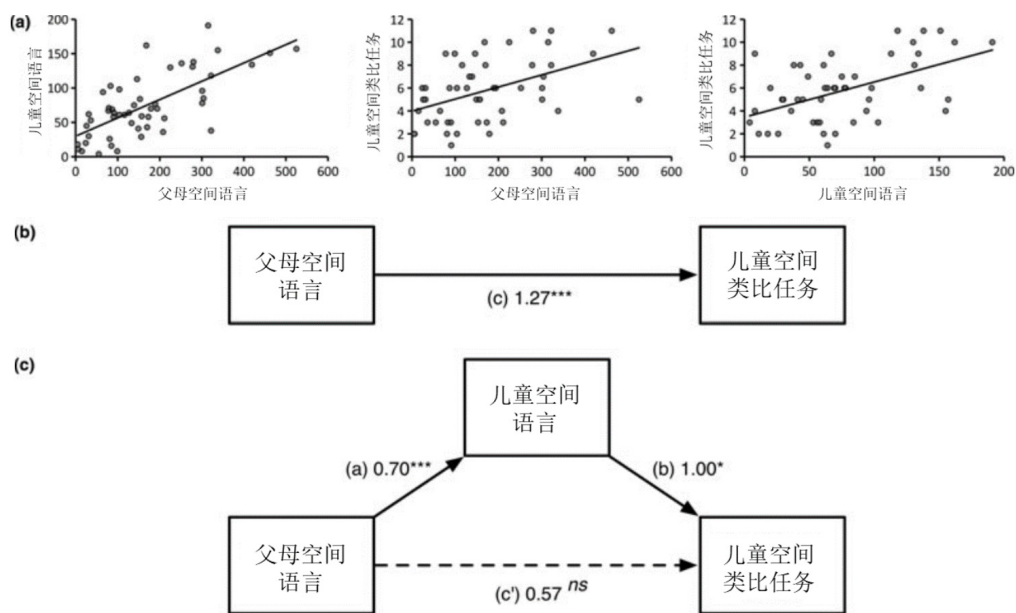 (a)
200
150
100
50
0
0 100 200 300 400 500 600
儿童空间语言
父母空间语言
12
10
8
6
4
2
0
0 100 200 300 400 500 600
儿童空间类比任务
父母空间语言
12
10
8
6
4
2
0
0 50 100 150 200
儿童空间类比任务
儿童空间语言
(b)
父母空间
语言
(c) 1.27***
儿童空间
类比任务
(c)
儿童空间
语言
(a) 0.70***
(b) 1.00*
父母空间
语言
(c') 0.57 ns
儿童空间
类比任务